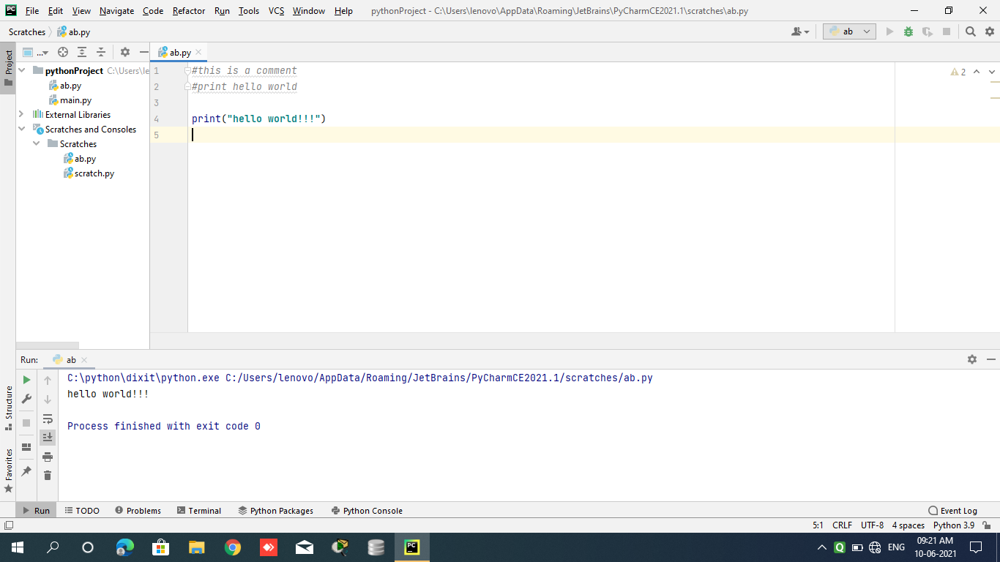 PC File Edit View Navigate Code Refactor Run Tools VCS Window Help pythonProject - C:\Users\lenovo\AppData\Roaming\JetBrains\PyCharmCE2021.1\scratches\ab.py
Scratches ab.py ab
Project
... ab.py
pythonProject C:\Users\le
ab.py
main.py
External Libraries
Scratches and Consoles
Scratches
ab.py
scratch.py
1 #this is a comment 2
2 #print hello world
3
4 print("hello world!!!")
5
Run: ab
C:\python\dixit\python.exe C:/Users/lenovo/AppData/Roaming/JetBrains/PyCharmCE2021.1/scratches/ab.py
hello world!!!
Process finished with exit code 0
Structure
Favorites
Run TODO Problems Terminal Python Packages Python Console Event Log
5:1 CRLF UTF-8 4 spaces Python 3.9
PC Q ENG 09:21 AM
10-06-2021